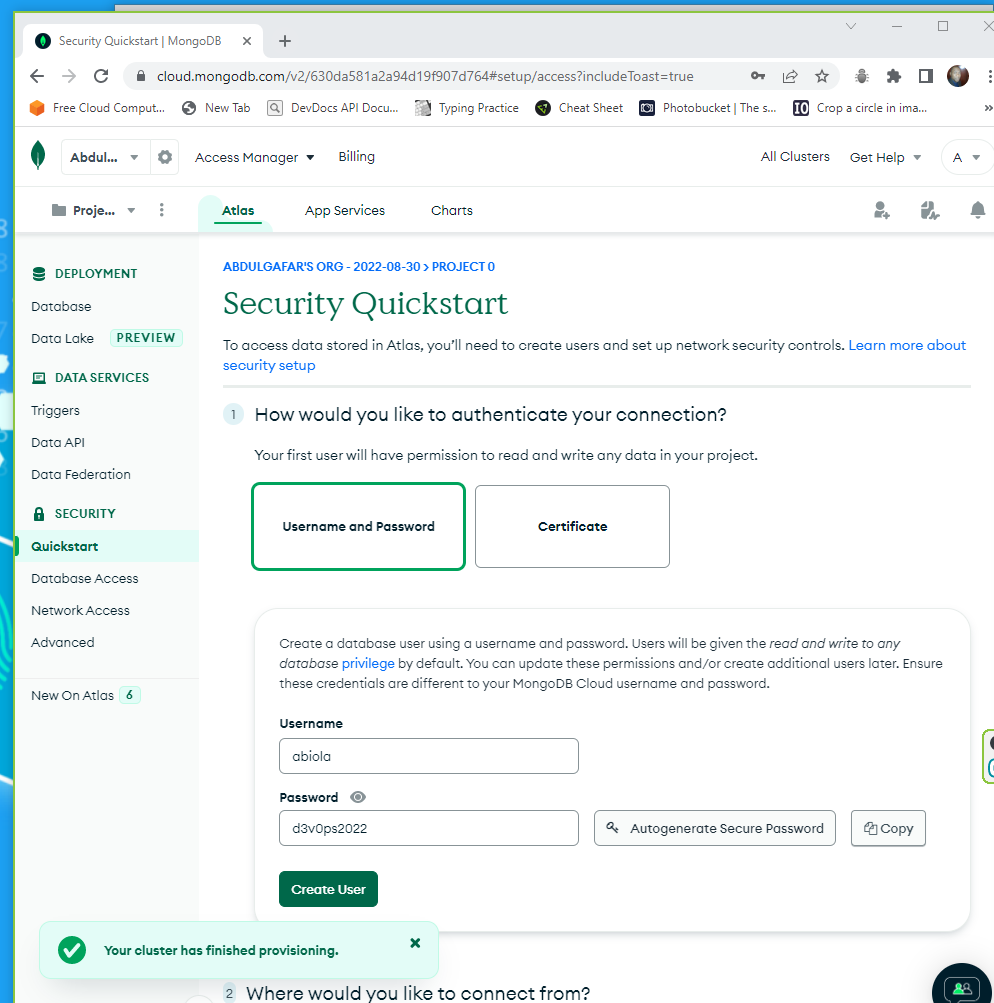 Security Quickstart | MongoDB
cloud.mongodb.com/v2/630da581a2a94d19f907d764#setup/access?includeToast=true
Free Cloud Comput... New Tab DevDocs API Docu... Typing Practice Cheat Sheet Photobucket | The s... IO Crop a circle in ima... »
Abdul... Access Manager Billing All Clusters Get Help A
Proje... Atlas App Services Charts
DEPLOYMENT
Database
Data Lake PREVIEW
DATA SERVICES
Triggers
Data API
Data Federation
SECURITY
Quickstart
Database Access
Network Access
Advanced
New On Atlas 6
ABDULGAFAR'S ORG - 2022-08-30 > PROJECT 0
Security Quickstart
To access data stored in Atlas, you’ll need to create users and set up network security controls. Learn more about
security setup
1 How would you like to authenticate your connection?
Your first user will have permission to read and write any data in your project.
Username and Password Certificate
Create a database user using a username and password. Users will be given the read and write to any
database privilege by default. You can update these permissions and/or create additional users later. Ensure
these credentials are different to your MongoDB Cloud username and password.
Username
abiola
Password
d3v0ps2022 Autogenerate Secure Password Copy
Create User
Your cluster has finished provisioning.
2 Where would you like to connect from?